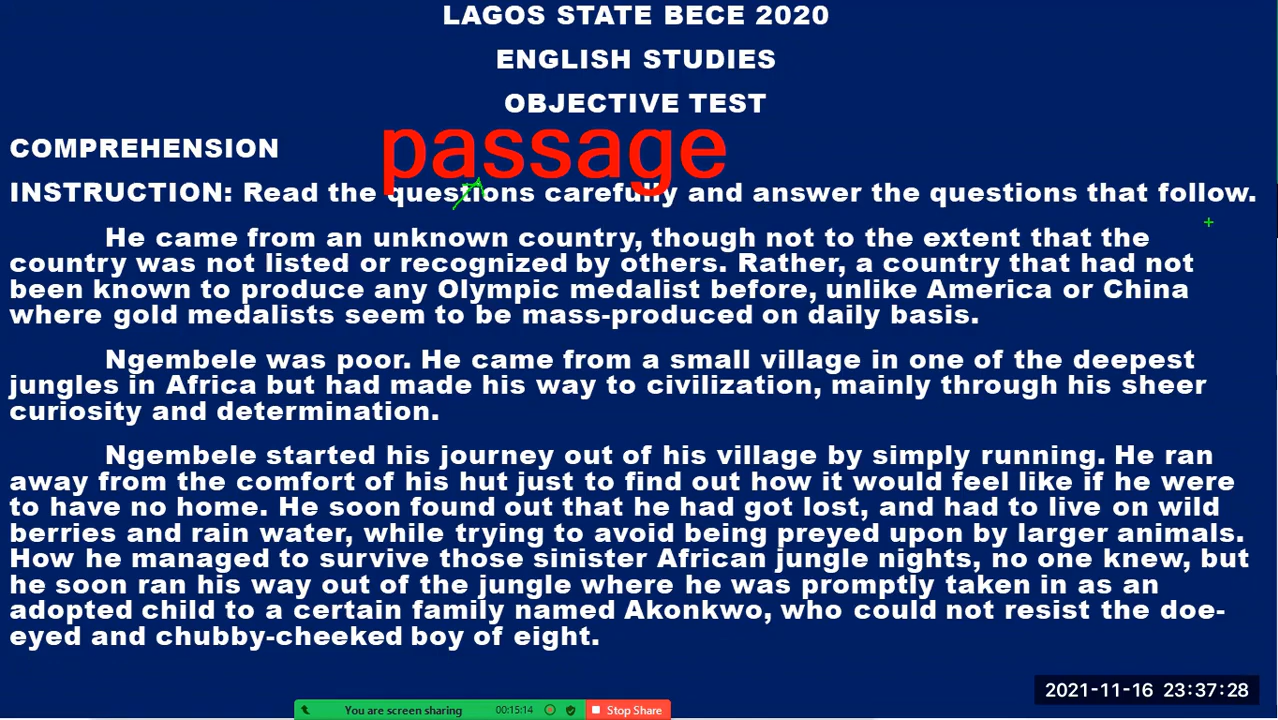 LAGOS STATE BECE 2020
ENGLISH STUDIES
OBJECTIVE TEST
COMPREHENSION
passage
INSTRUCTION: Read the questions carefully and answer the questions that follow.
He came from an unknown country, though not to the extent that the
country was not listed or recognized by others. Rather, a country that had not
been known to produce any Olympic medalist before, unlike America or China
where gold medalists seem to be mass-produced on daily basis.
Ngembele was poor. He came from a small village in one of the deepest
jungles in Africa but had made his way to civilization, mainly through his sheer
curiosity and determination.
Ngembele started his journey out of his village by simply running. He ran
away from the comfort of his hut just to find out how it would feel like if he were
to have no home. He soon found out that he had got lost, and had to live on wild
berries and rain water, while trying to avoid being preyed upon by larger animals.
How he managed to survive those sinister African jungle nights, no one knew, but
he soon ran his way out of the jungle where he was promptly taken in as an
adopted child to a certain family named Akonkwo, who could not resist the doe-
eyed and chubby-cheeked boy of eight.
2021-11-16 23:37:28
You are screen sharing 00:15:14 Stop Share